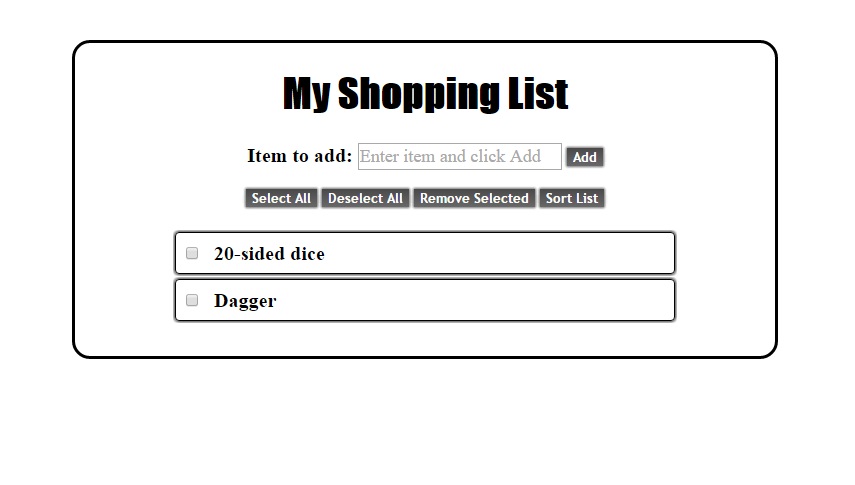 My Shopping List
Item to add: Enter item and click Add Add
Select All Deselect All Remove Selected Sort List
20-sided dice
Dagger